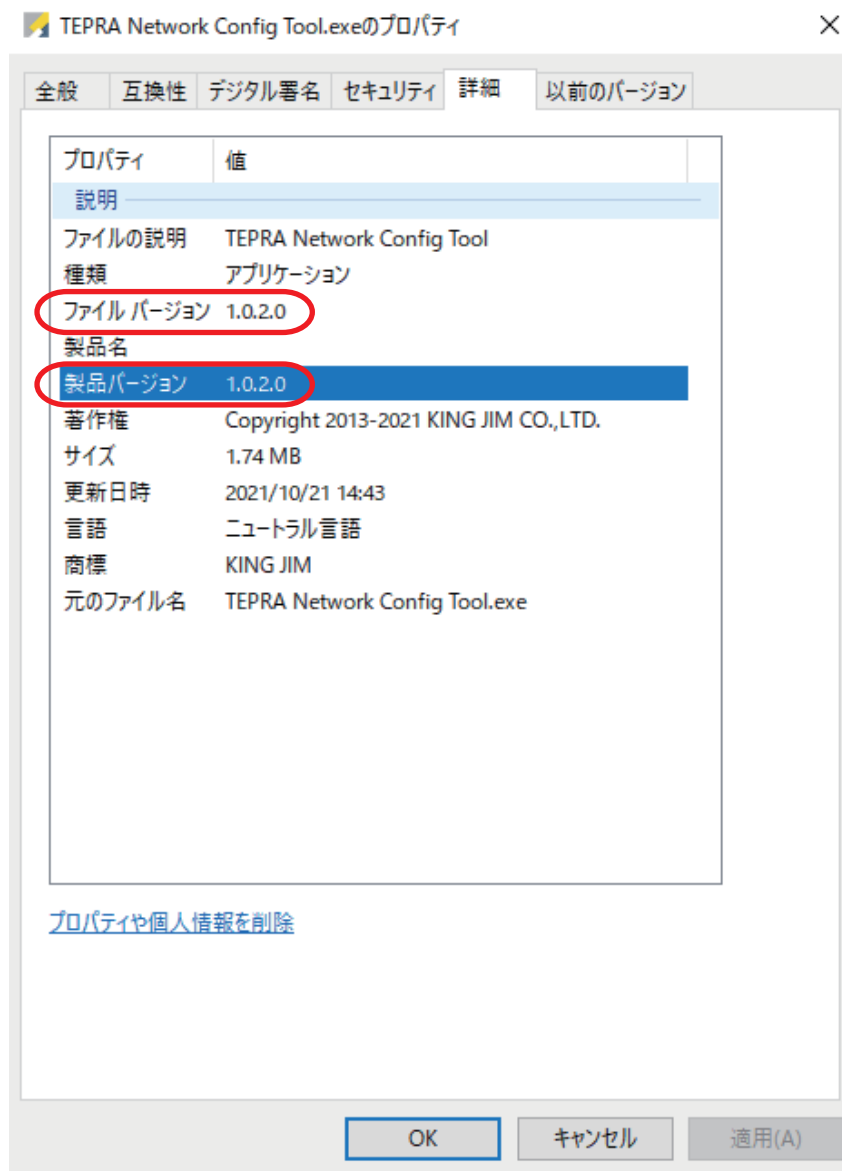 TEPRA Network Config Tool.exeのプロパティ
全般 互換性 デジタル署名 セキュリティ 詳細 以前のバージョン
プロパティ 値
説明
ファイルの説明 TEPRA Network Config Tool
種類 アプリケーション
ファイル バージョン 1.0.2.0
製品名
製品バージョン 1.0.2.0
著作権 Copyright 2013-2021 KING JIM CO.,LTD.
サイズ 1.74 MB
更新日時 2021/10/21 14:43
言語 ニュートラル言語
商標 KING JIM
元のファイル名 TEPRA Network Config Tool.exe
プロパティや個人情報を削除
OK キャンセル 適用(A)